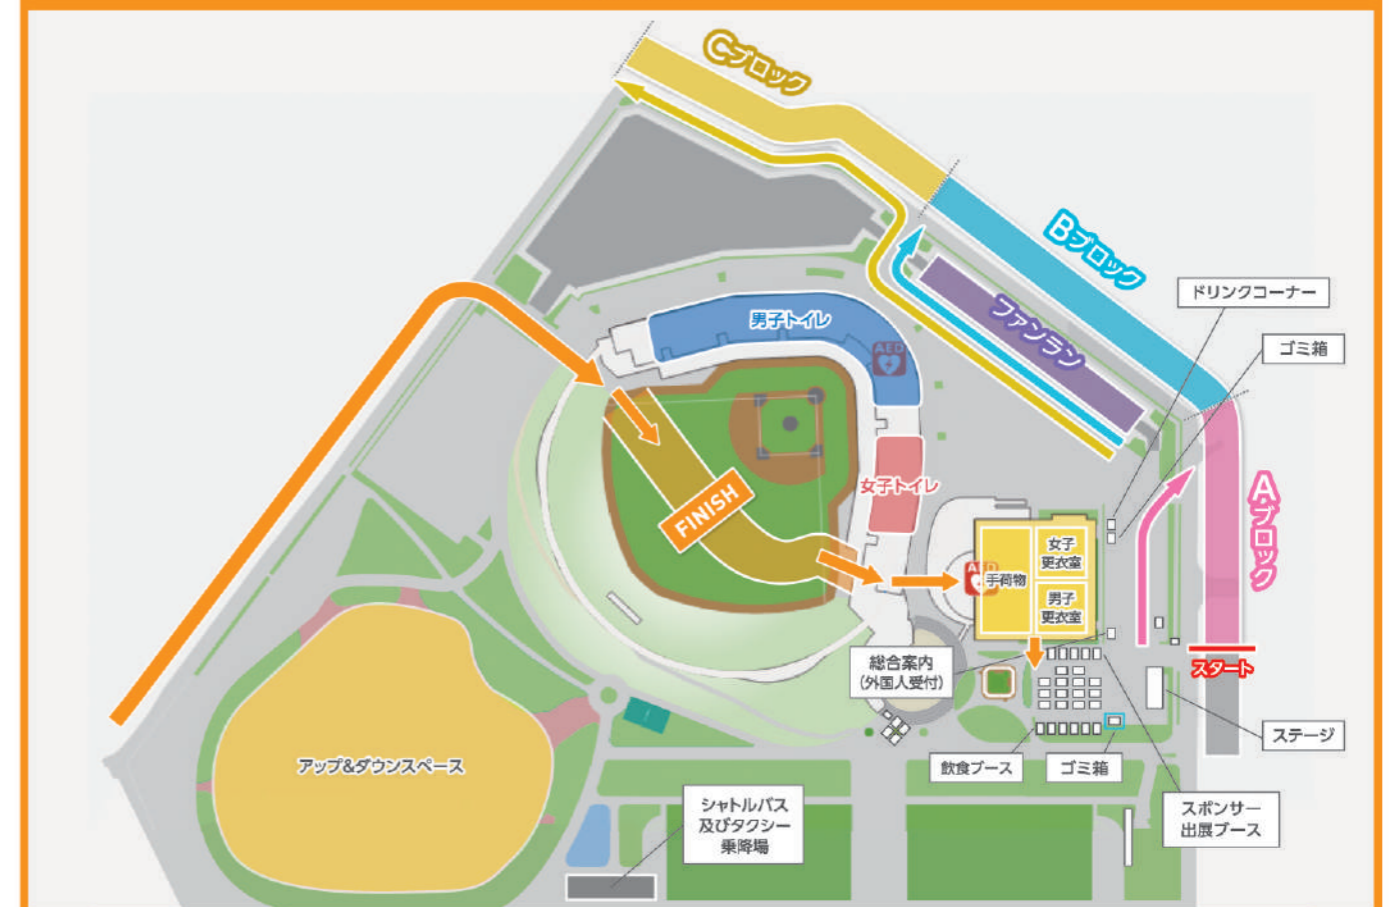 Cブロック
Bブロック
ドリンクコーナー
ファンラン
男子トイレ
ゴミ箱
AED
女子トイレ
A・ブロック
FINISH
女子
更衣室
AED
手荷物
男子
更衣室
総合案内
(外国人受付)
スタート
ステージ
アップ&ダウンスペース
飲食ブース
ゴミ箱
シャトルバス
及びタクシー
乗降場
スポンサー
出展ブース